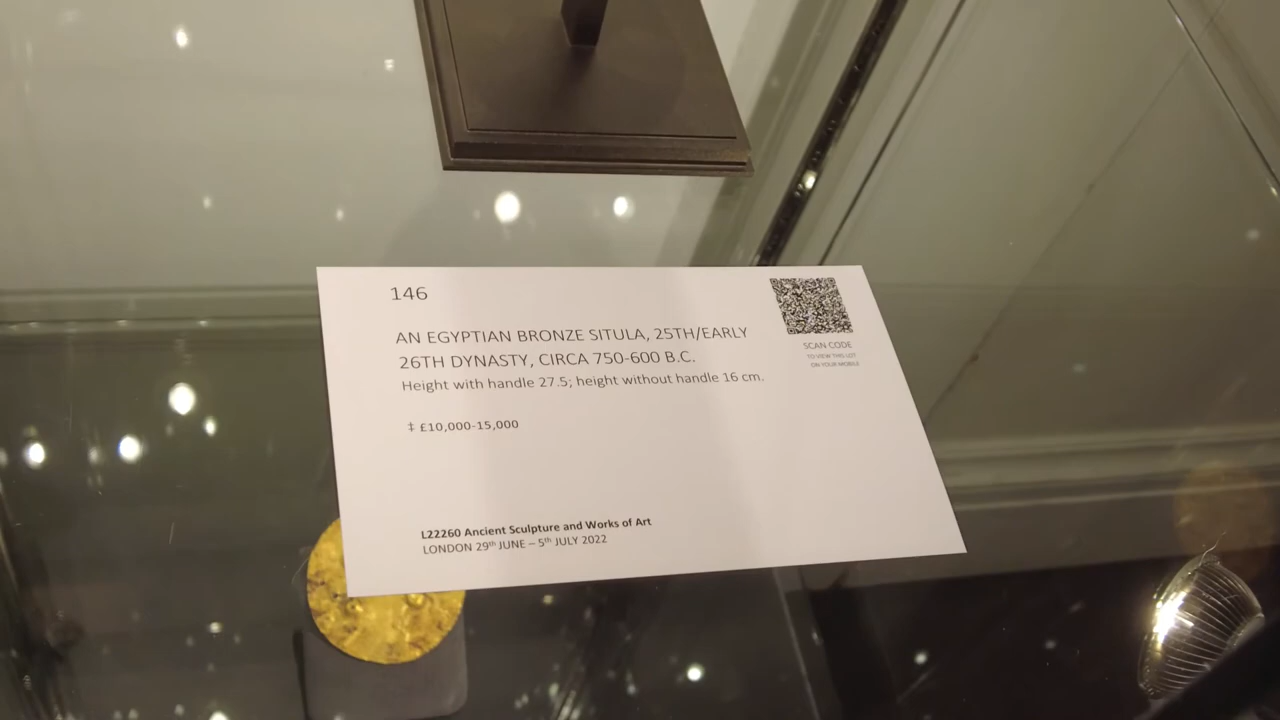 146
AN EGYPTIAN BRONZE SITULA, 25TH/EARLY
26TH DYNASTY, CIRCA 750-600 B.C.
Height with handle 27.5; height without handle 16 cm.
‡ £10,000-15,000
SCAN CODE
TO VIEW THIS LOT
ON YOUR MOBILE
L22260 Ancient Sculpture and Works of Art
LONDON 29th JUNE – 5th JULY 2022